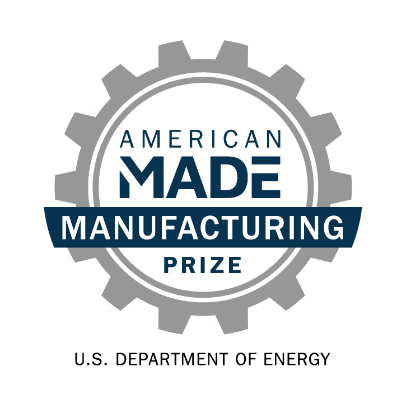 AMERICAN
MADE
MANUFACTURING
PRIZE
U.S. DEPARTMENT OF ENERGY